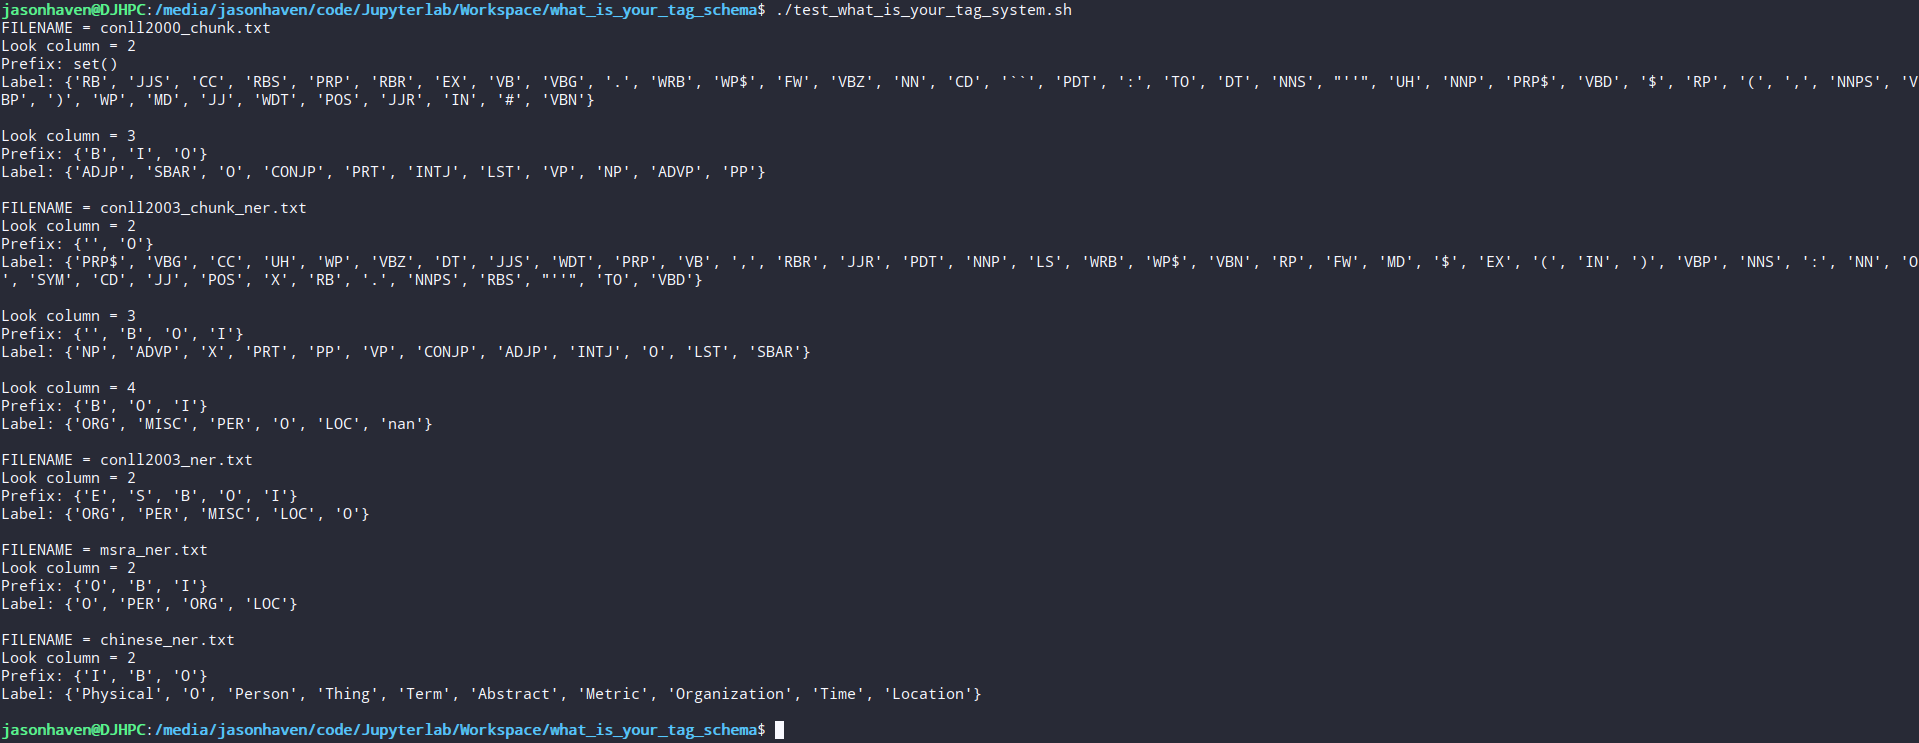 jasonhaven@DJHPC:/media/jasonhaven/code/Jupyterlab/Workspace/what_is_your_tag_schema$ ./test_what_is_your_tag_system.sh
FILENAME = conll2000_chunk.txt
Look column = 2
Prefix: set()
Label: {'RB', 'JJS', 'CC', 'RBS', 'PRP', 'RBR', 'EX', 'VB', 'VBG', '.', 'WRB', 'WP$', 'FW', 'VBZ', 'NN', 'CD', '``', 'PDT', ':', 'TO', 'DT', 'NNS', "''", 'UH', 'NNP', 'PRP$', 'VBD', '$', 'RP', '(', ',', 'NNPS', 'V
BP', ')', 'WP', 'MD', 'JJ', 'WDT', 'POS', 'JJR', 'IN', '#', 'VBN'}
Look column = 3
Prefix: {'B', 'I', 'O'}
Label: {'ADJP', 'SBAR', 'O', 'CONJP', 'PRT', 'INTJ', 'LST', 'VP', 'NP', 'ADVP', 'PP'}
FILENAME = conll2003_chunk_ner.txt
Look column = 2
Prefix: {'', 'O'}
Label: {'PRP$', 'VBG', 'CC', 'UH', 'WP', 'VBZ', 'DT', 'JJS', 'WDT', 'PRP', 'VB', ',', 'RBR', 'JJR', 'PDT', 'NNP', 'LS', 'WRB', 'WP$', 'VBN', 'RP', 'FW', 'MD', '$', 'EX', '(', 'IN', ')', 'VBP', 'NNS', ':', 'NN', 'O
', 'SYM', 'CD', 'JJ', 'POS', 'X', 'RB', '.', 'NNPS', 'RBS', "''", 'TO', 'VBD'}
Look column = 3
Prefix: {'', 'B', 'O', 'I'}
Label: {'NP', 'ADVP', 'X', 'PRT', 'PP', 'VP', 'CONJP', 'ADJP', 'INTJ', 'O', 'LST', 'SBAR'}
Look column = 4
Prefix: {'B', 'O', 'I'}
Label: {'ORG', 'MISC', 'PER', 'O', 'LOC', 'nan'}
FILENAME = conll2003_ner.txt
Look column = 2
Prefix: {'E', 'S', 'B', 'O', 'I'}
Label: {'ORG', 'PER', 'MISC', 'LOC', 'O'}
FILENAME = msra_ner.txt
Look column = 2
Prefix: {'O', 'B', 'I'}
Label: {'O', 'PER', 'ORG', 'LOC'}
FILENAME = chinese_ner.txt
Look column = 2
Prefix: {'I', 'B', 'O'}
Label: {'Physical', 'O', 'Person', 'Thing', 'Term', 'Abstract', 'Metric', 'Organization', 'Time', 'Location'}
jasonhaven@DJHPC:/media/jasonhaven/code/Jupyterlab/Workspace/what_is_your_tag_schema$